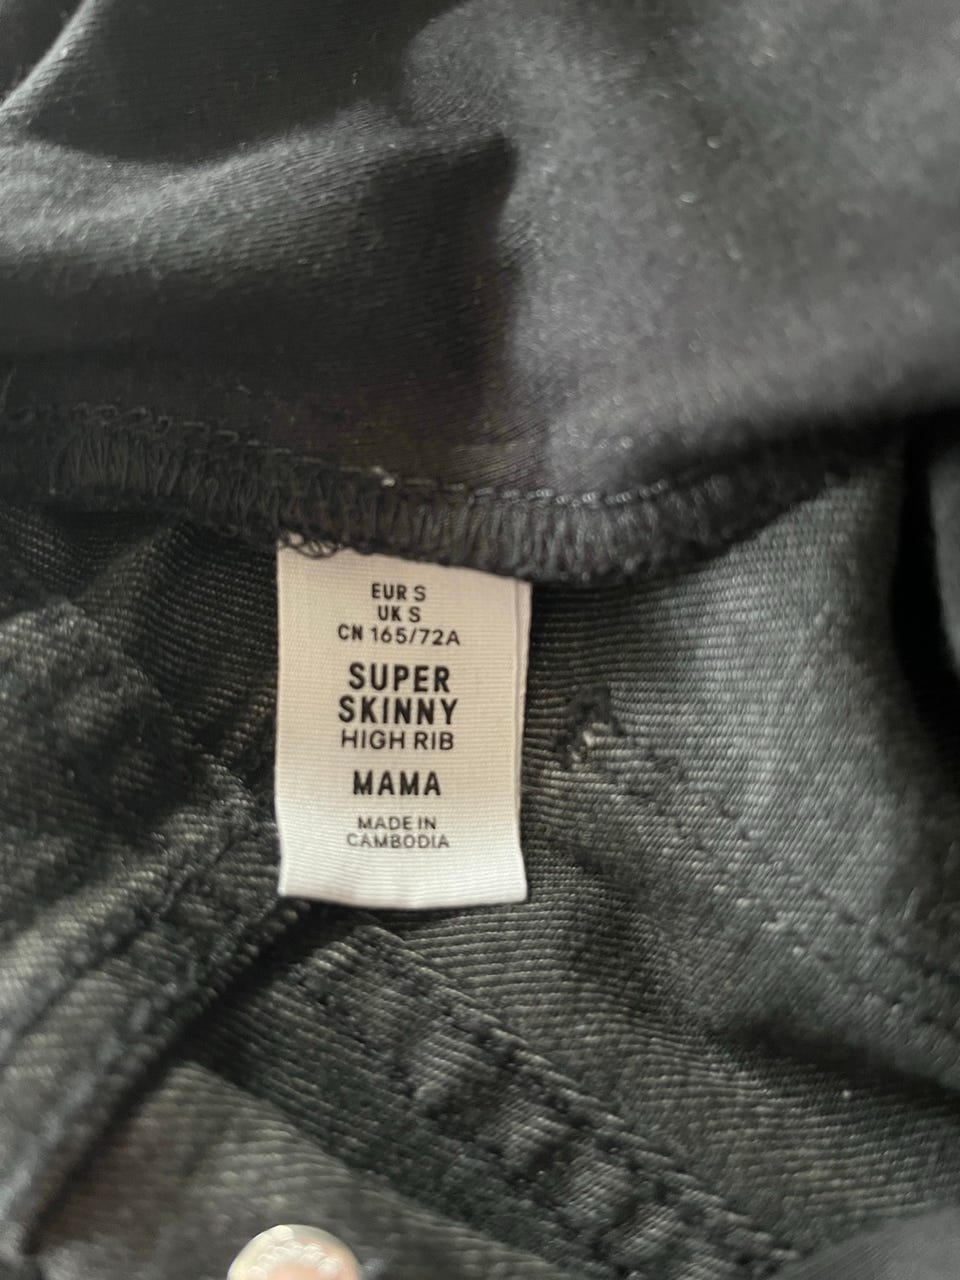 EUR S
UK S
CN 165/72A
SUPER
SKINNY
HIGH RIB
MAMA
MADE IN
CAMBODIA